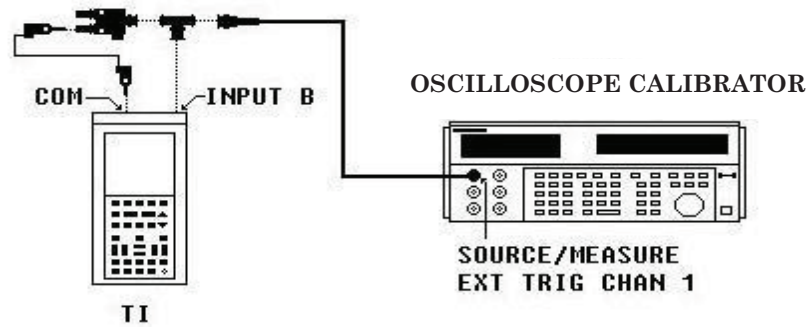 COM
INPUT B
OSCILLOSCOPE CALIBRATOR
SOURCE/MEASURE
EXT TRIG CHAN 1
TI